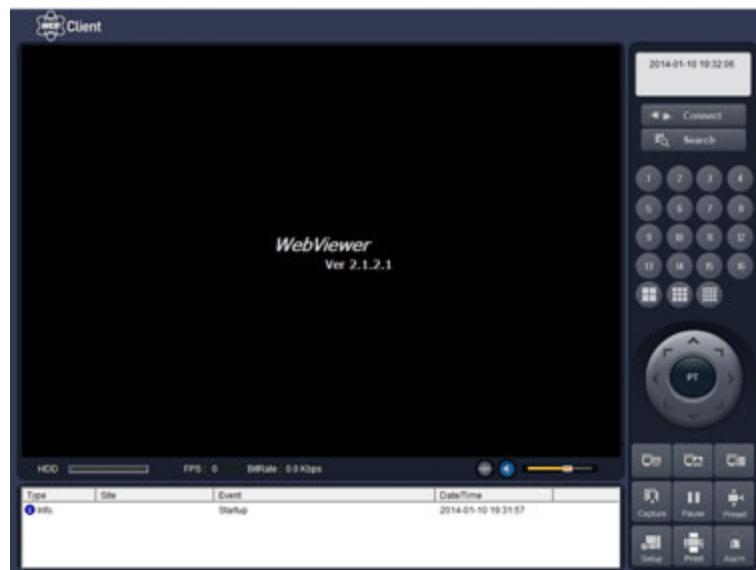 WEB Client
2014-01-10 19:32:06
Connect
Search
1 2 3 4
5 6 7 8
9 10 11 12
13 14 15 16
WebViewer
Ver 2.1.2.1
PT
HDD FPS : 0 BitRate : 0.0 Kbps
Type Site Event Date/Time
Info. Startup 2014-01-10 19:31:57
Capture Pause Preset
Setup Print Alarm